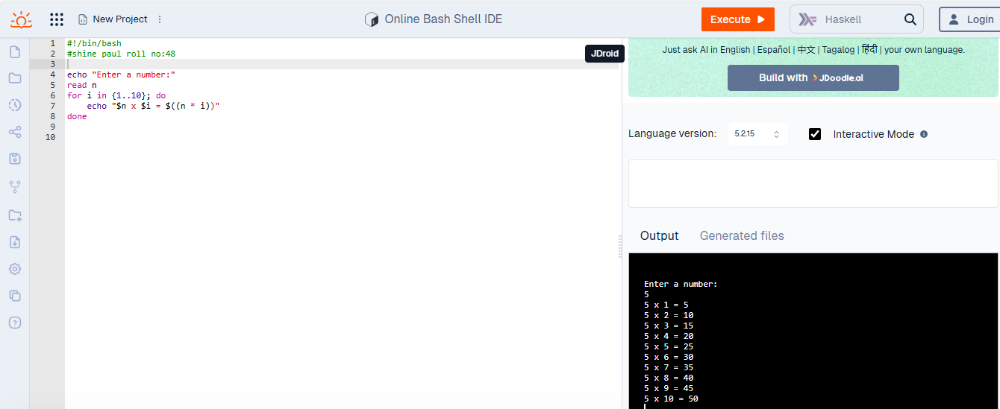 New Project
Online Bash Shell IDE
Execute
Haskell
Login
1 #!/bin/bash
2 #shine paul roll no:48
3
4 echo "Enter a number:"
5 read n
6 for i in {1..10}; do
7     echo "$n x $i = $((n * i))"
8 done
9
10
JDroid
Just ask AI in English | Español | 中文 | Tagalog | हिंदी | your own language.
Build with JDoodle.ai
Language version: 5.2.15 Interactive Mode
Output Generated files
Enter a number:
5
5 x 1 = 5
5 x 2 = 10
5 x 3 = 15
5 x 4 = 20
5 x 5 = 25
5 x 6 = 30
5 x 7 = 35
5 x 8 = 40
5 x 9 = 45
5 x 10 = 50